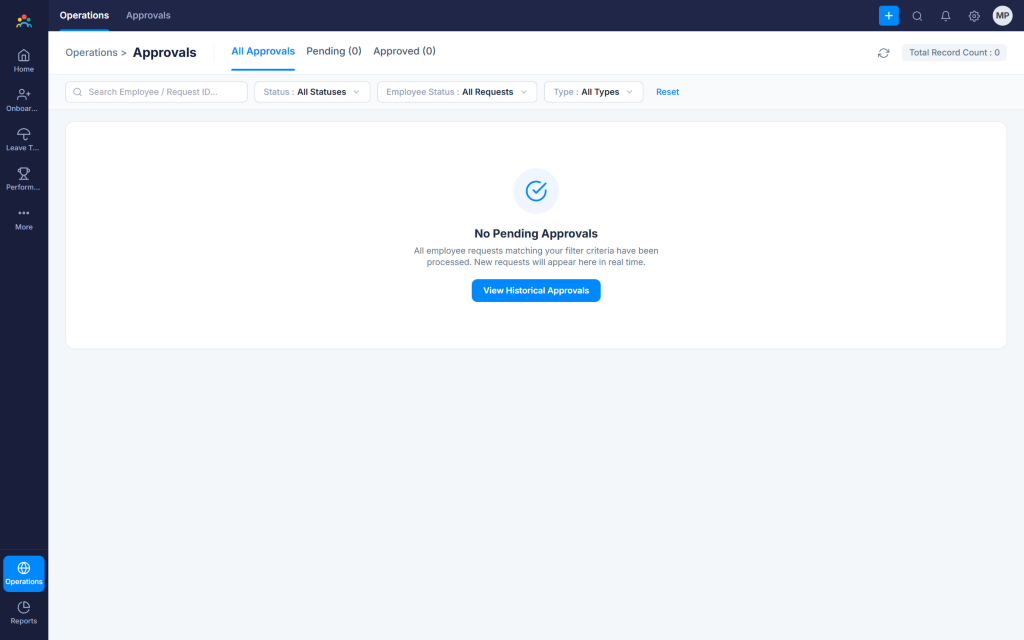 Operations Approvals
MP
Home
Onboar...
Leave T...
Perform...
More
Operations
Reports
Operations > Approvals
All Approvals Pending (0) Approved (0)
Total Record Count : 0
Search Employee / Request ID...
Status : All Statuses
Employee Status : All Requests
Type : All Types
Reset
No Pending Approvals
All employee requests matching your filter criteria have been
processed. New requests will appear here in real time.
View Historical Approvals